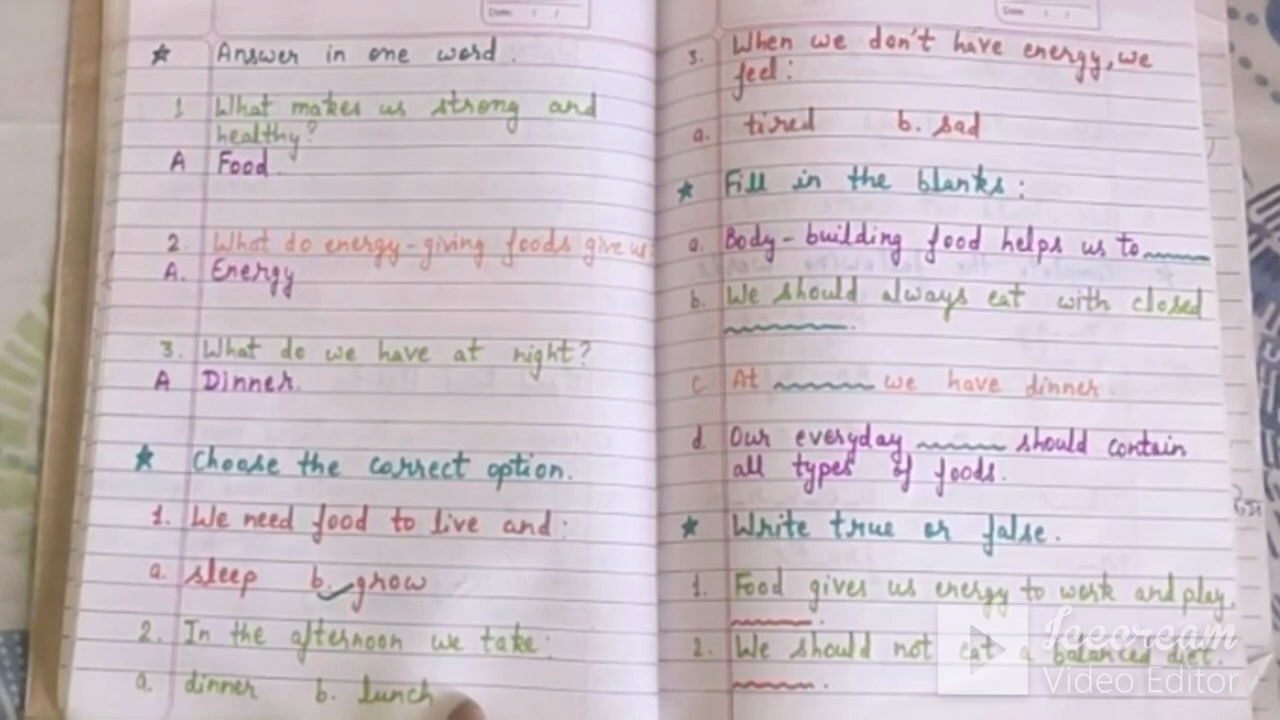 Date: / /
★ Answer in one word.
1 What makes us strong and
healthy?
A Food.
2. What do energy-giving foods give us
A. Energy
3. What do we have at night?
A Dinner.
★ Choose the correct option.
1. We need food to live and:
a. sleep b. grow
2. In the afternoon we take:
a. dinner b. lunch
Date: / /
3. When we don't have energy, we
feel:
a. tired b. sad
★ Fill in the blanks:
a. Body-building food helps us to
b. We should always eat with closed
.
c At we have dinner.
d. Our everyday should contain
all types of foods.
★ Write true or false.
1. Food gives us energy to work and play.
.
2. We should not eat a balanced diet.
.
Icecream
Video Editor